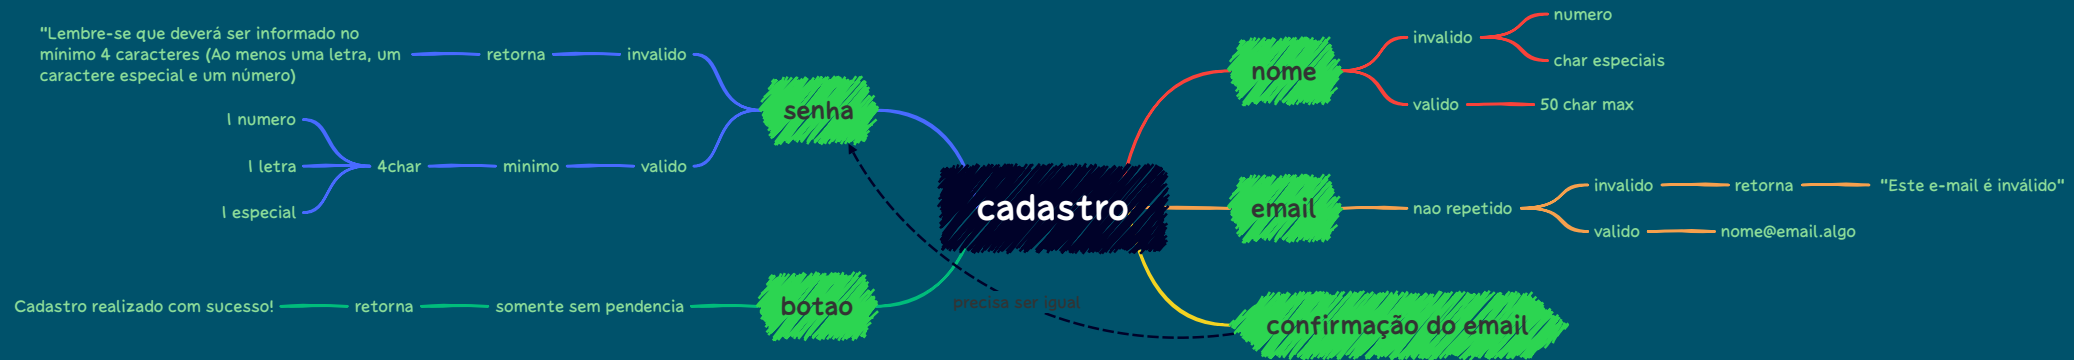 cadastro
nome
invalido
numero
char especiais
valido
50 char max
email
nao repetido
invalido
retorna
"Este e-mail é inválido"
valido
nome@email.algo
confirmação do email
precisa ser igual
senha
invalido
retorna
"Lembre-se que deverá ser informado no
mínimo 4 caracteres (Ao menos uma letra, um
caractere especial e um número)
valido
minimo
4char
1 numero
1 letra
1 especial
botao
somente sem pendencia
retorna
Cadastro realizado com sucesso!